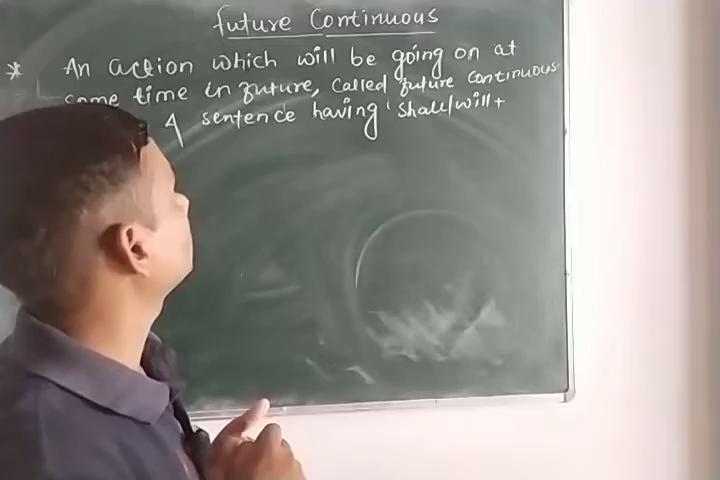 Future Continuous
* An action which will be going on at
some time in future, called future continuous.
A sentence having 'shall/will +